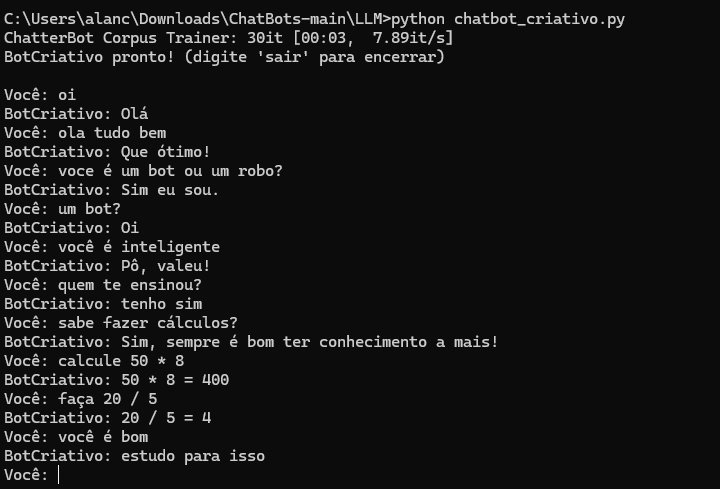 C:\Users\alanc\Downloads\ChatBots-main\LLM>python chatbot_criativo.py
ChatterBot Corpus Trainer: 30it [00:03,  7.89it/s]
BotCriativo pronto! (digite 'sair' para encerrar)
Você: oi
BotCriativo: Olá
Você: ola tudo bem
BotCriativo: Que ótimo!
Você: voce é um bot ou um robo?
BotCriativo: Sim eu sou.
Você: um bot?
BotCriativo: Oi
Você: você é inteligente
BotCriativo: Pô, valeu!
Você: quem te ensinou?
BotCriativo: tenho sim
Você: sabe fazer cálculos?
BotCriativo: Sim, sempre é bom ter conhecimento a mais!
Você: calcule 50 * 8
BotCriativo: 50 * 8 = 400
Você: faça 20 / 5
BotCriativo: 20 / 5 = 4
Você: você é bom
BotCriativo: estudo para isso
Você: